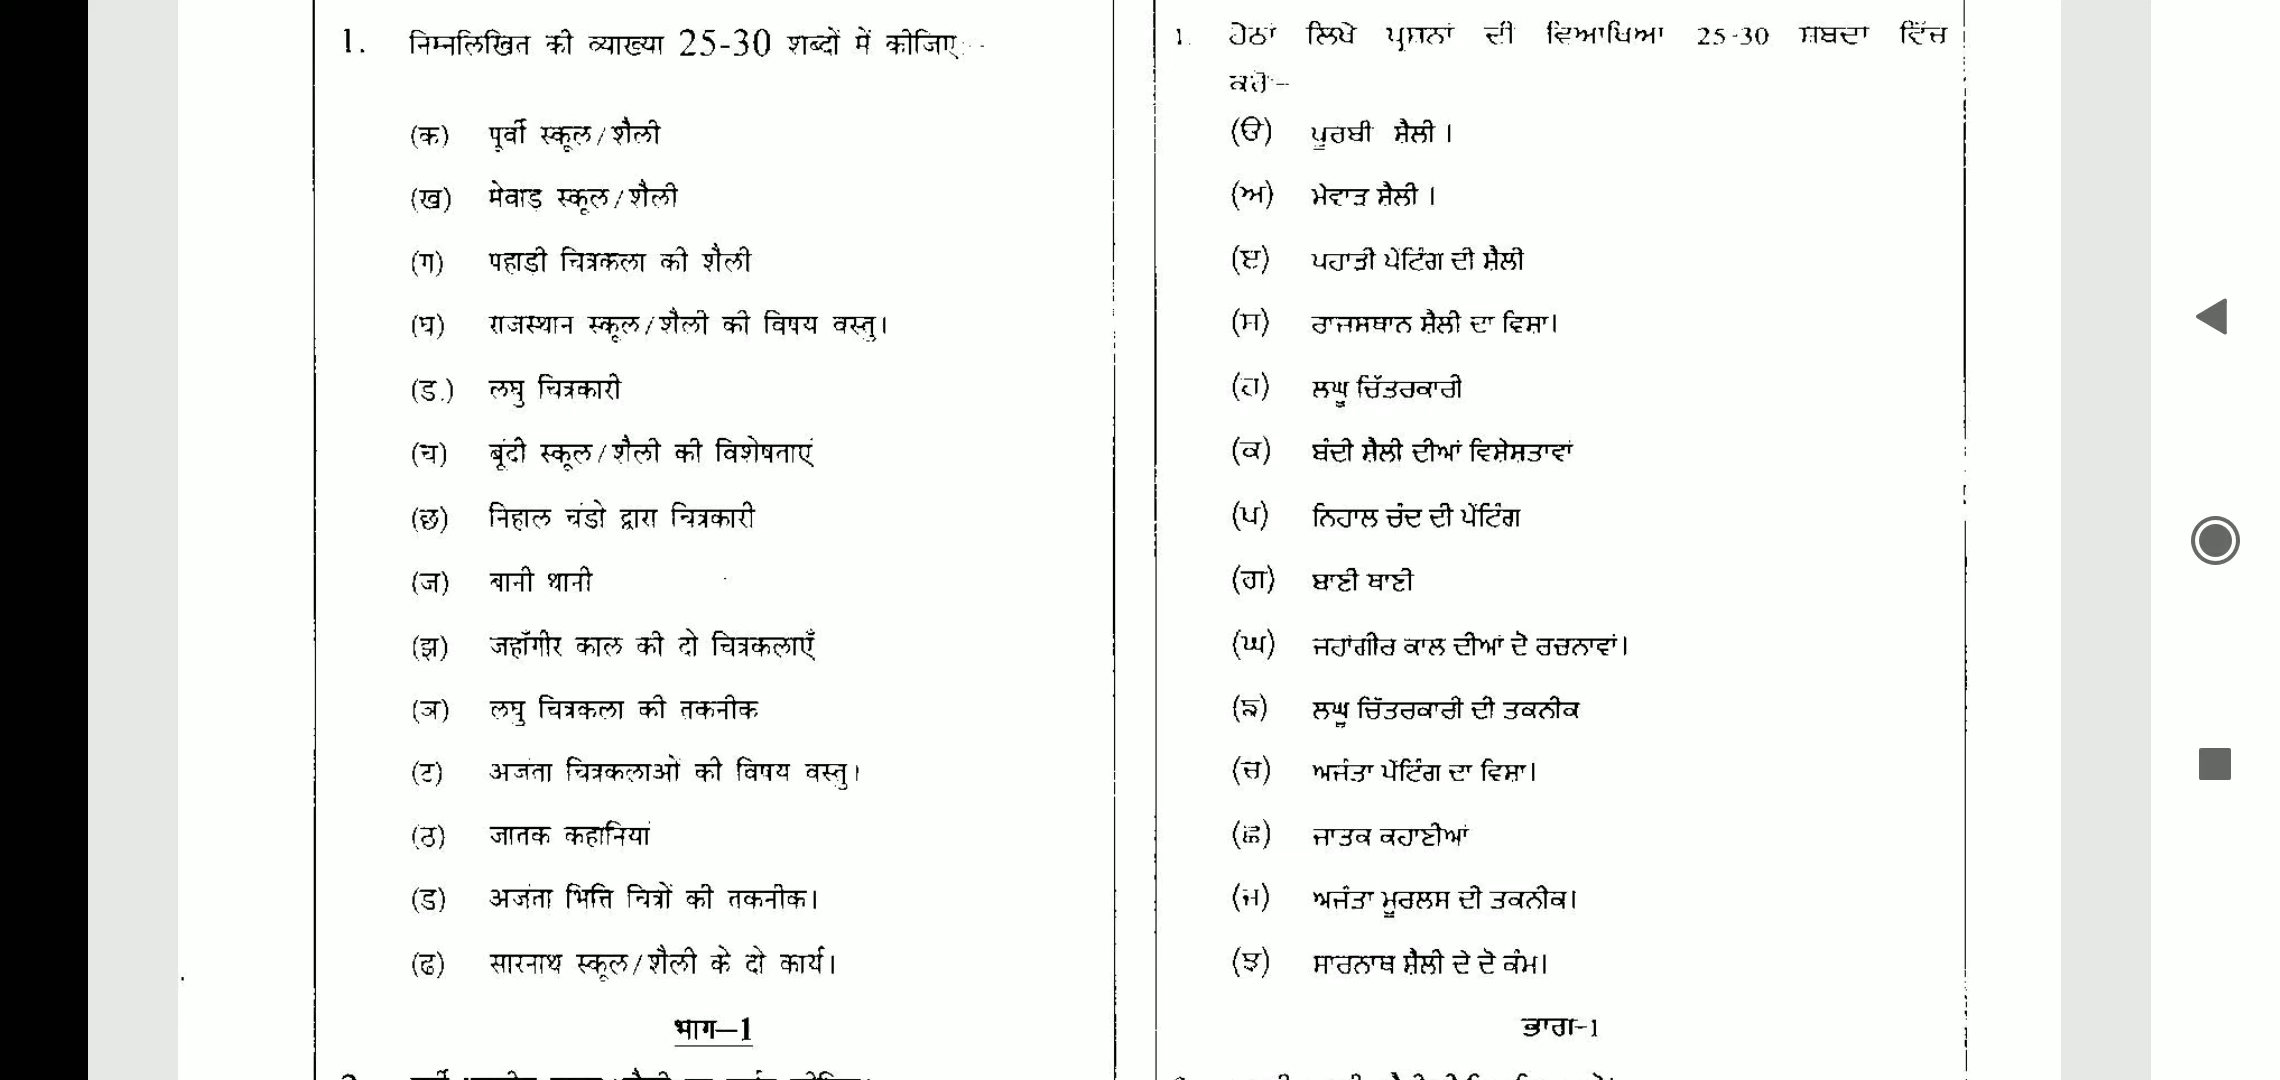 1. निम्नलिखित की व्याख्या 25-30 शब्दों में कीजिए:-
(क) पूर्वी स्कूल/शैली
(ख) मेवाड़ स्कूल/शैली
(ग) पहाड़ी चित्रकला की शैली
(घ) राजस्थान स्कूल/शैली की विषय वस्तु।
(ड.) लघु चित्रकारी
(च) बूंदी स्कूल/शैली की विशेषताएं
(छ) निहाल चंडो द्वारा चित्रकारी
(ज) बानी थानी
(झ) जहाँगीर काल की दो चित्रकलाएँ
(ञ) लघु चित्रकला की तकनीक
(ट) अजंता चित्रकलाओं की विषय वस्तु।
(ठ) जातक कहानियां
(ड) अजंता भित्ति चित्रों की तकनीक।
(ढ) सारनाथ स्कूल/शैली के दो कार्य।
भाग–1
1. ਹੇਠਾਂ ਲਿਖੇ ਪ੍ਰਸ਼ਨਾਂ ਦੀ ਵਿਆਖਿਆ 25-30 ਸ਼ਬਦਾਂ ਵਿੱਚ
ਕਰੋ:-
(ੳ) ਪੂਰਬੀ ਸ਼ੈਲੀ।
(ਅ) ਮੇਵਾੜ ਸ਼ੈਲੀ।
(ੲ) ਪਹਾੜੀ ਪੇਂਟਿੰਗ ਦੀ ਸ਼ੈਲੀ
(ਸ) ਰਾਜਸਥਾਨ ਸ਼ੈਲੀ ਦਾ ਵਿਸ਼ਾ।
(ਹ) ਲਘੂ ਚਿੱਤਰਕਾਰੀ
(ਕ) ਬੰਦੀ ਸ਼ੈਲੀ ਦੀਆਂ ਵਿਸ਼ੇਸ਼ਤਾਵਾਂ
(ਖ) ਨਿਹਾਲ ਚੰਦ ਦੀ ਪੇਂਟਿੰਗ
(ਗ) ਬਾਣੀ ਥਾਣੀ
(ਘ) ਜਹਾਂਗੀਰ ਕਾਲ ਦੀਆਂ ਦੋ ਰਚਨਾਵਾਂ।
(ਙ) ਲਘੂ ਚਿੱਤਰਕਾਰੀ ਦੀ ਤਕਨੀਕ
(ਚ) ਅਜੰਤਾ ਪੇਂਟਿੰਗ ਦਾ ਵਿਸ਼ਾ।
(ਛ) ਜਾਤਕ ਕਹਾਣੀਆਂ
(ਜ) ਅਜੰਤਾ ਮੂਰਲਸ ਦੀ ਤਕਨੀਕ।
(ਝ) ਸਾਰਨਾਥ ਸ਼ੈਲੀ ਦੇ ਦੋ ਕੰਮ।
ਭਾਗ-1